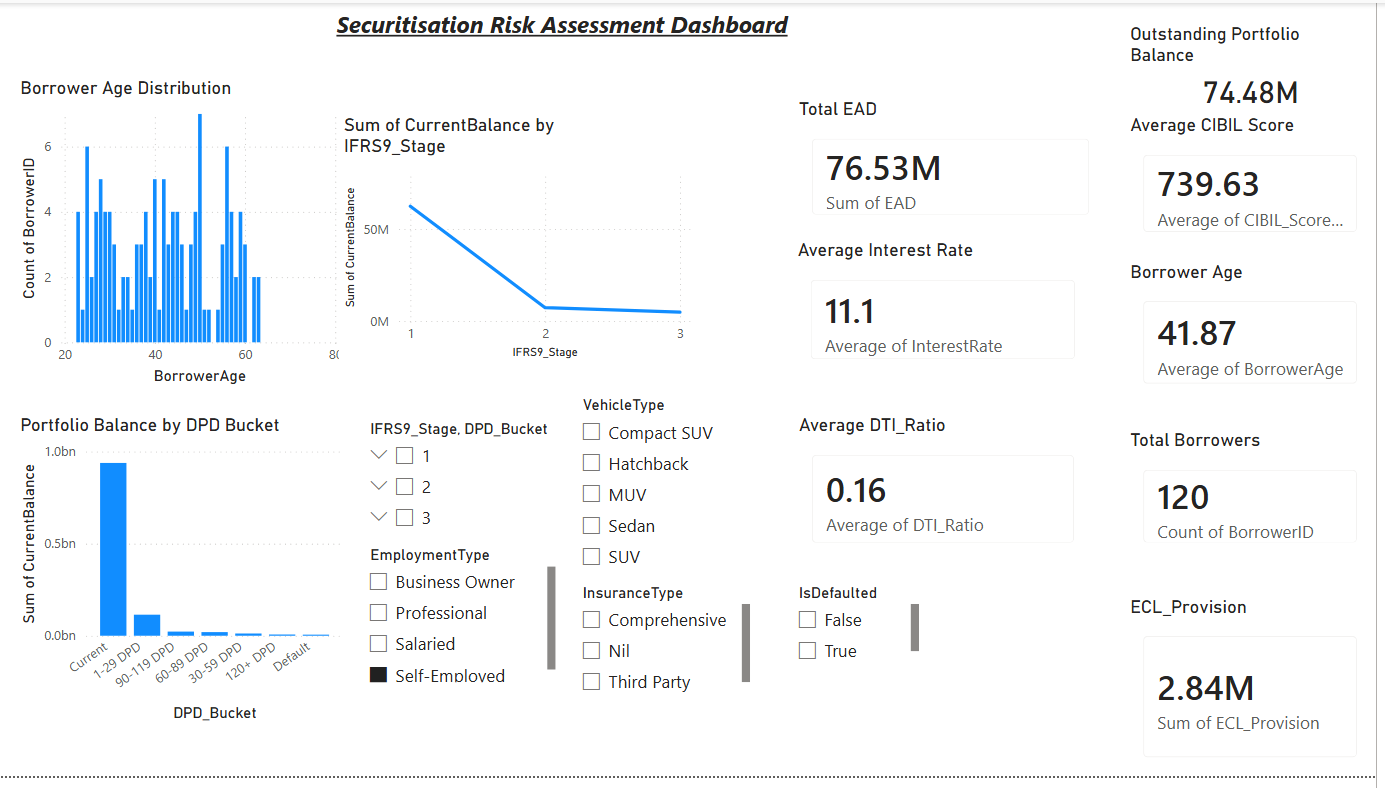 Securitisation Risk Assessment Dashboard
Borrower Age Distribution
Count of BorrowerID
6
4
2
0
20
40
60
80
BorrowerAge
Sum of CurrentBalance by
IFRS9_Stage
Sum of CurrentBalance
50M
0M
1
2
3
IFRS9_Stage
Total EAD
76.53M
Sum of EAD
Average Interest Rate
11.1
Average of InterestRate
Outstanding Portfolio
Balance
74.48M
Average CIBIL Score
739.63
Average of CIBIL_Score...
Borrower Age
41.87
Average of BorrowerAge
Portfolio Balance by DPD Bucket
Sum of CurrentBalance
1.0bn
0.5bn
0.0bn
Current
1-29 DPD
90-119 DPD
60-89 DPD
30-59 DPD
120+ DPD
Default
DPD_Bucket
IFRS9_Stage, DPD_Bucket
1
2
3
EmploymentType
Business Owner
Professional
Salaried
Self-Employed
VehicleType
Compact SUV
Hatchback
MUV
Sedan
SUV
InsuranceType
Comprehensive
Nil
Third Party
Average DTI_Ratio
0.16
Average of DTI_Ratio
IsDefaulted
False
True
Total Borrowers
120
Count of BorrowerID
ECL_Provision
2.84M
Sum of ECL_Provision